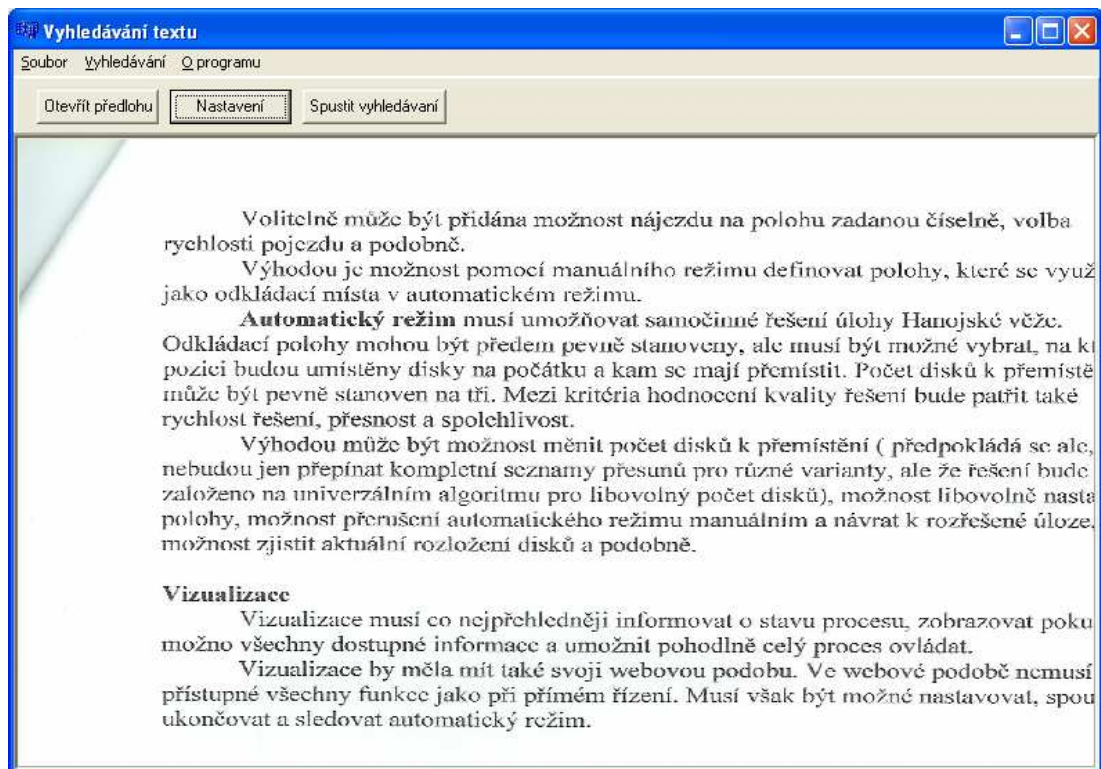 Vyhledávání textu
Soubor Vyhledávání O programu
Otevřít předlohu Nastavení Spustit vyhledávaní
Volitelně může být přidána možnost nájezdu na polohu zadanou číselně, volba
rychlosti pojezdu a podobně.
Výhodou je možnost pomocí manuálního režimu definovat polohy, které se využ
jako odkládací místa v automatickém režimu.
Automatický režim musí umožňovat samočinné řešení úlohy Hanojské věže.
Odkládací polohy mohou být předem pevně stanoveny, ale musí být možné vybrat, na kt
pozici budou umístěny disky na počátku a kam se mají přemístit. Počet disků k přemístě
může být pevně stanoven na tři. Mezi kritéria hodnocení kvality řešení bude patřit také
rychlost řešení, přesnost a spolehlivost.
Výhodou může být možnost měnit počet disků k přemístění ( předpokládá se ale,
nebudou jen přepínat kompletní seznamy přesunů pro různé varianty, ale že řešení bude
založeno na univerzálním algoritmu pro libovolný počet disků), možnost libovolně nasta
polohy, možnost přerušení automatického režimu manuálním a návrat k rozřešené úloze,
možnost zjistit aktuální rozložení disků a podobně.
Vizualizace
Vizualizace musí co nejpřehledněji informovat o stavu procesu, zobrazovat poku
možno všechny dostupné informace a umožnit pohodlně celý proces ovládat.
Vizualizace by měla mít také svoji webovou podobu. Ve webové podobě nemusí
přístupné všechny funkce jako při přímém řízení. Musí však být možné nastavovat, spou
ukončovat a sledovat automatický režim.